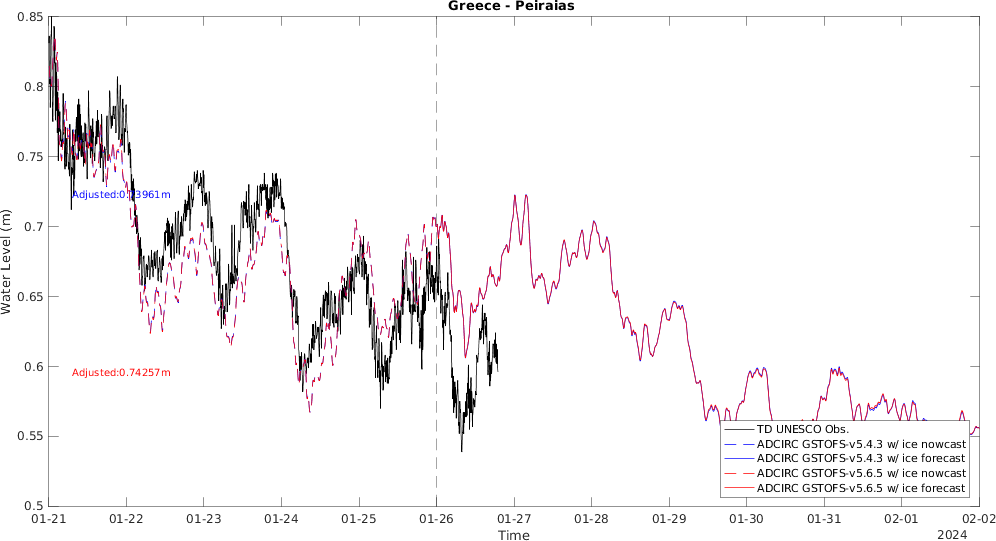 Greece - Peiraias
Water Level (m)
0.85
0.8
0.75
0.7
0.65
0.6
0.55
0.5
Adjusted:0.73961m
Adjusted:0.74257m
TD UNESCO Obs.
ADCIRC GSTOFS-v5.4.3 w/ ice nowcast
ADCIRC GSTOFS-v5.4.3 w/ ice forecast
ADCIRC GSTOFS-v5.6.5 w/ ice nowcast
ADCIRC GSTOFS-v5.6.5 w/ ice forecast
01-21 01-22 01-23 01-24 01-25 01-26 01-27 01-28 01-29 01-30 01-31 02-01 02-02
Time
2024